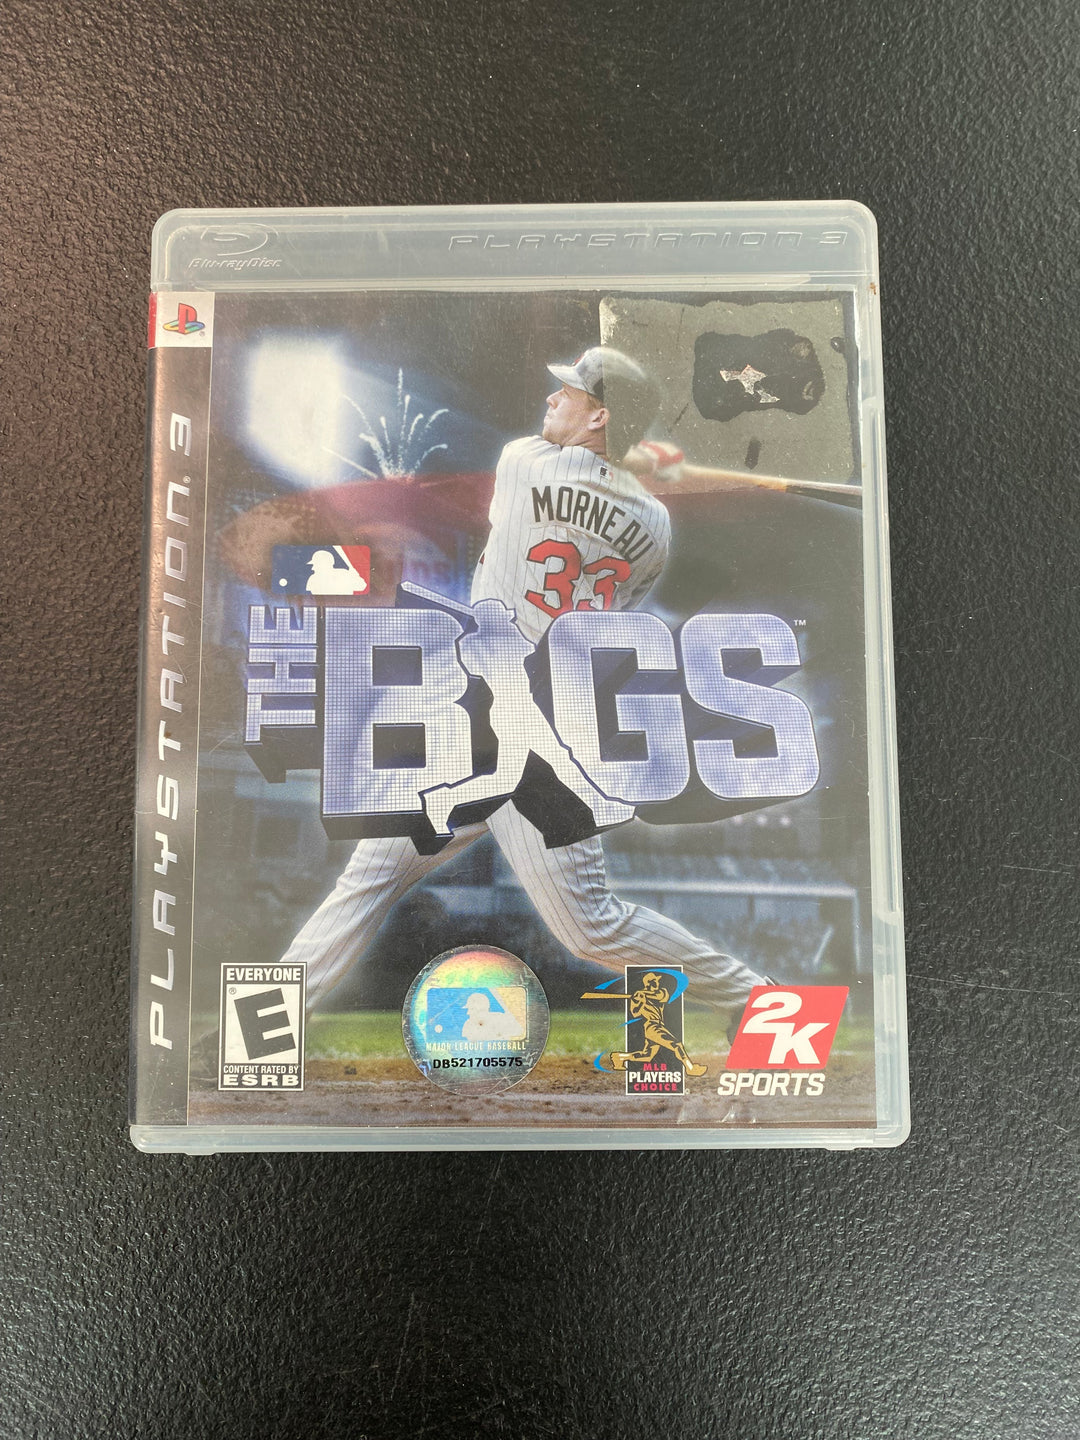 Blu-ray Disc
PLAYSTATION 3
PLAYSTATION 3
MORNEAU
33
THE
BIGS™
EVERYONE
E®
CONTENT RATED BY
ESRB
MAJOR LEAGUE BASEBALL
DB521705575
MLB
PLAYERS
CHOICE
2K
SPORTS